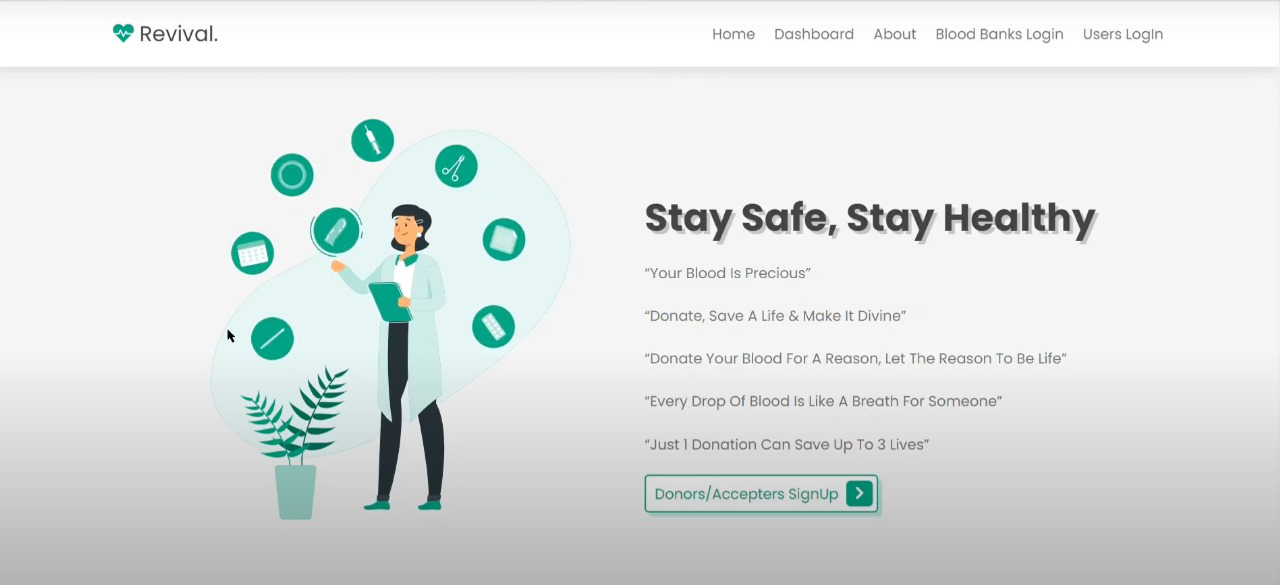 Revival.
Home Dashboard About Blood Banks Login Users LogIn
Stay Safe, Stay Healthy
“Your Blood Is Precious”
“Donate, Save A Life & Make It Divine”
“Donate Your Blood For A Reason, Let The Reason To Be Life”
“Every Drop Of Blood Is Like A Breath For Someone”
“Just 1 Donation Can Save Up To 3 Lives”
Donors/Accepters SignUp